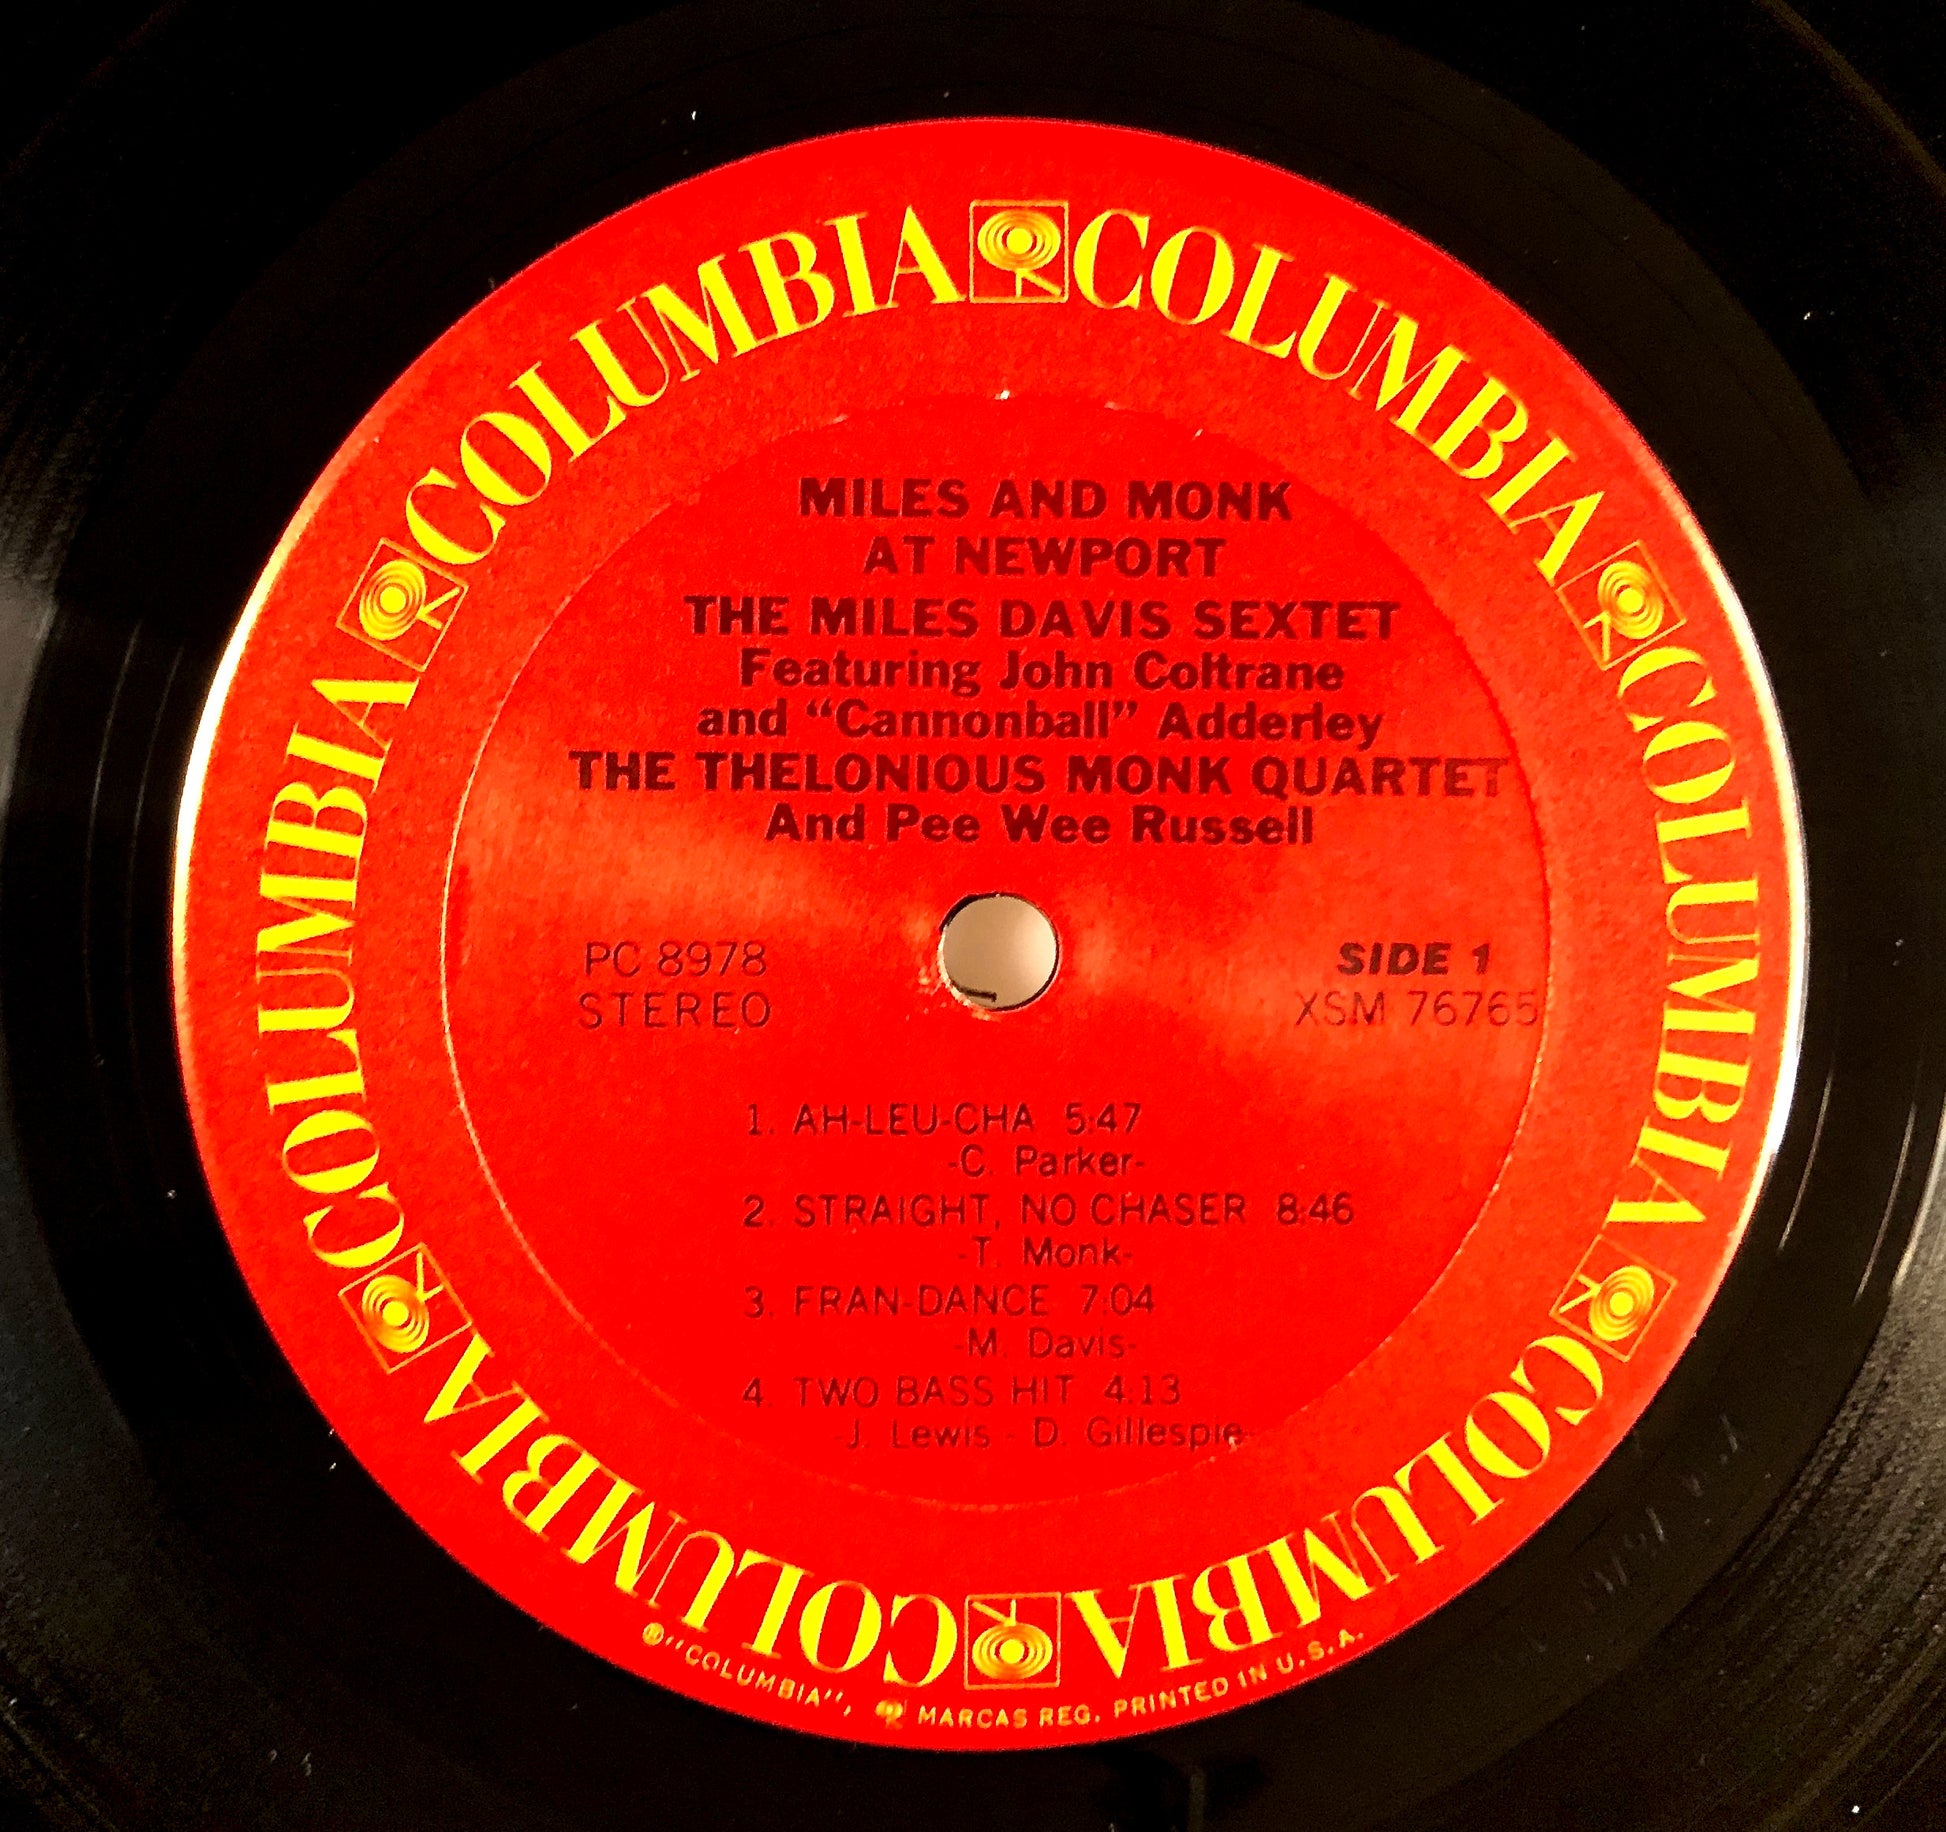 COLUMBIA COLUMBIA COLUMBIA COLUMBIA COLUMBIA COLUMBIA
MILES AND MONK
AT NEWPORT
THE MILES DAVIS SEXTET
Featuring John Coltrane
and “Cannonball” Adderley
THE THELONIOUS MONK QUARTET
And Pee Wee Russell
PC 8978
STEREO
SIDE 1
XSM 76765
1. AH-LEU-CHA 5:47
-C. Parker-
2. STRAIGHT, NO CHASER 8:46
-T. Monk-
3. FRAN-DANCE 7:04
-M. Davis-
4. TWO BASS HIT 4:13
-J. Lewis - D. Gillespie-
®"COLUMBIA", MARCAS REG. PRINTED IN U.S.A.